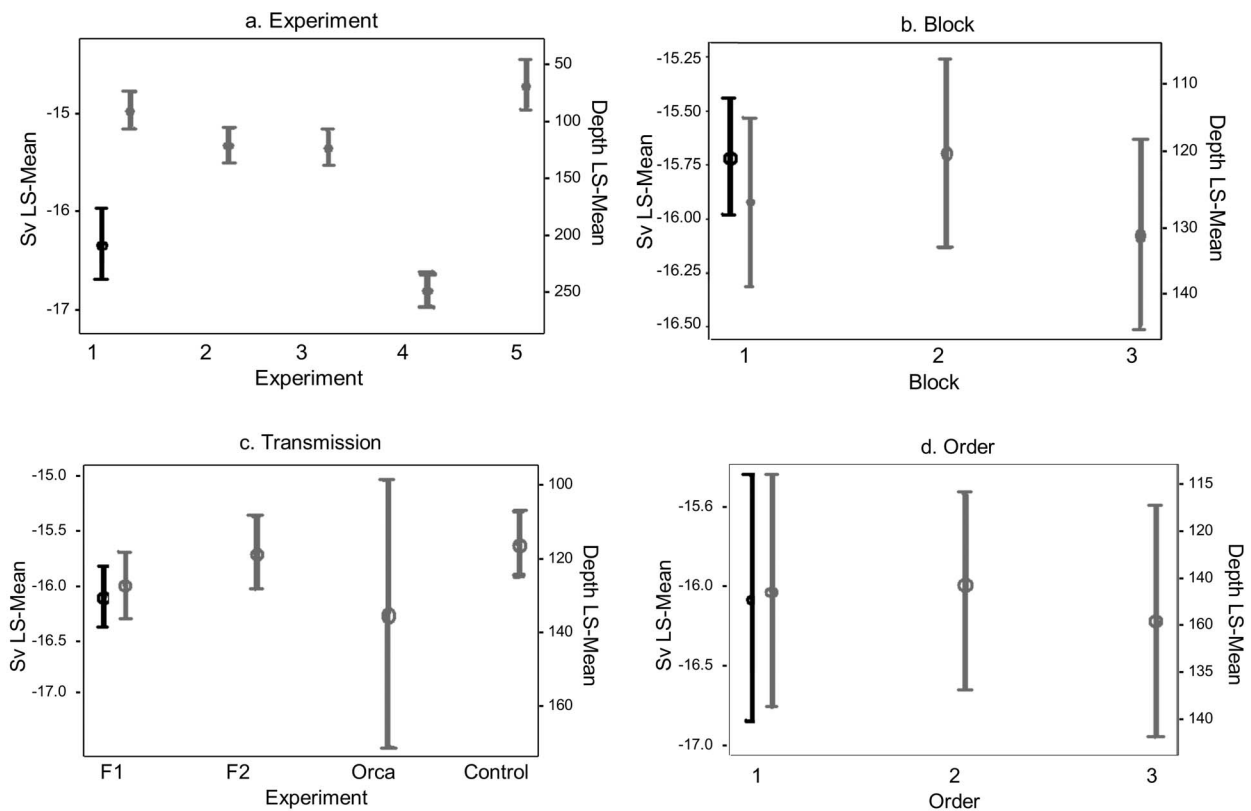 a. Experiment
Sv LS-Mean
-15
-16
-17
50
100
150
200
250
Depth LS-Mean
1 2 3 4 5
Experiment
b. Block
Sv LS-Mean
-15.25
-15.50
-15.75
-16.00
-16.25
-16.50
110
120
130
140
Depth LS-Mean
1 2 3
Block
c. Transmission
Sv LS-Mean
-15.0
-15.5
-16.0
-16.5
-17.0
100
120
140
160
Depth LS-Mean
F1 F2 Orca Control
Experiment
d. Order
Sv LS-Mean
-15.6
-16.0
-16.5
-17.0
115
120
140
160
135
140
Depth LS-Mean
1 2 3
Order